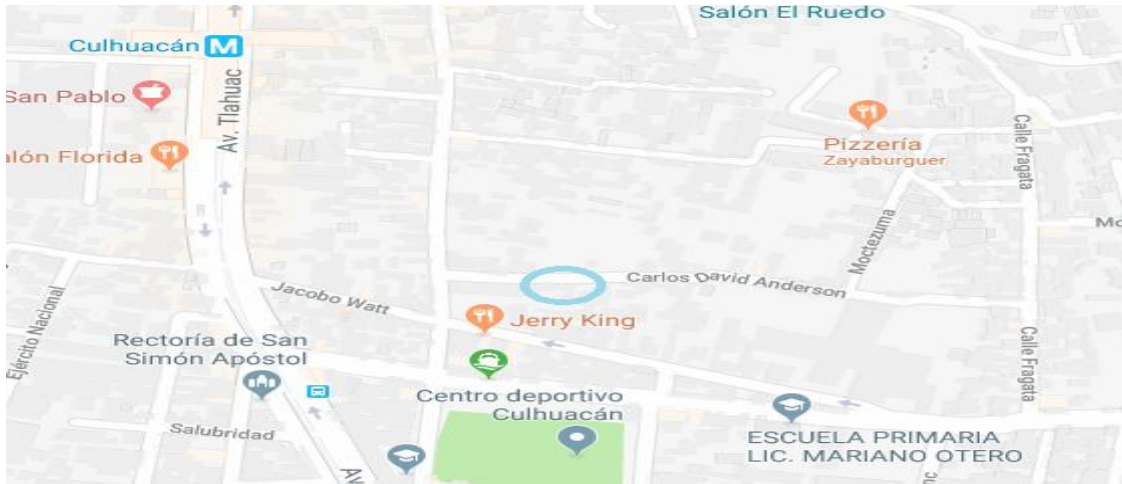 Salón El Ruedo
Culhuacán M
San Pablo
Av. Tlahuac
Calle Fragata
Pizzería
Zayaburguer
alón Florida
Moctezuma
Mo
Carlos David Anderson
Jacobo Watt
Ejército Nacional
Jerry King
Rectoría de San
Simón Apóstol
Calle Fragata
Centro deportivo
Culhuacán
Salubridad
ESCUELA PRIMARIA
LIC. MARIANO OTERO
Av
nc